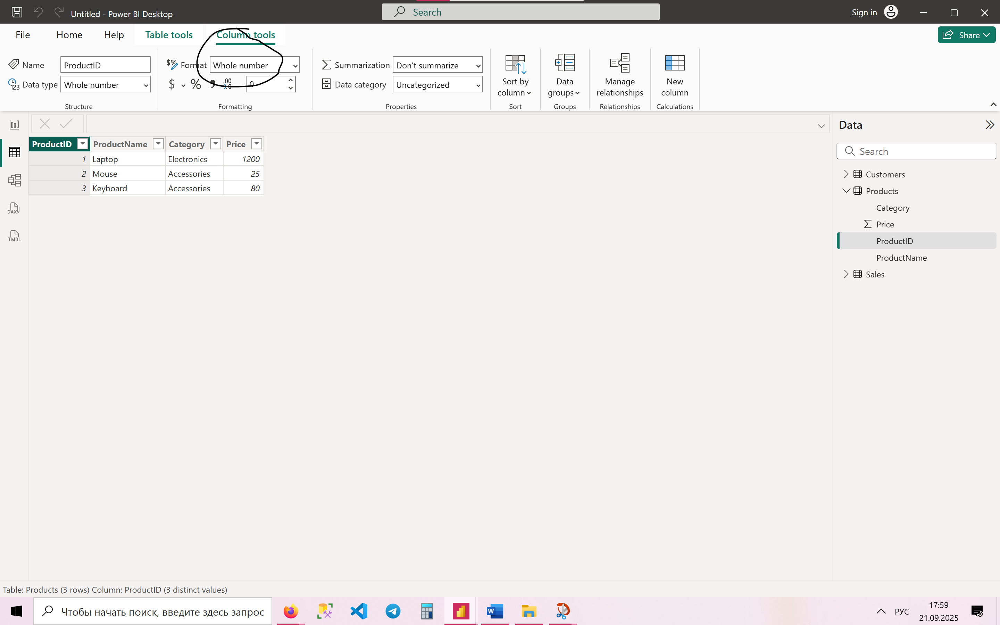 Untitled - Power BI Desktop
Search
Sign in
File
Home
Help
Table tools
Column tools
Share
Name
ProductID
Format
Whole number
Summarization
Don't summarize
Data type
Whole number
$
%
0
Data category
Uncategorized
Sort by
column
Data
groups
Manage
relationships
New
column
Structure
Formatting
Properties
Sort
Groups
Relationships
Calculations
ProductID
ProductName
Category
Price
1
Laptop
Electronics
1200
2
Mouse
Accessories
25
3
Keyboard
Accessories
80
DAX
TMDL
Data
Search
Customers
Products
Category
Price
ProductID
ProductName
Sales
Table: Products (3 rows) Column: ProductID (3 distinct values)
Чтобы начать поиск, введите здесь запрос
РУС
17:59
21.09.2025